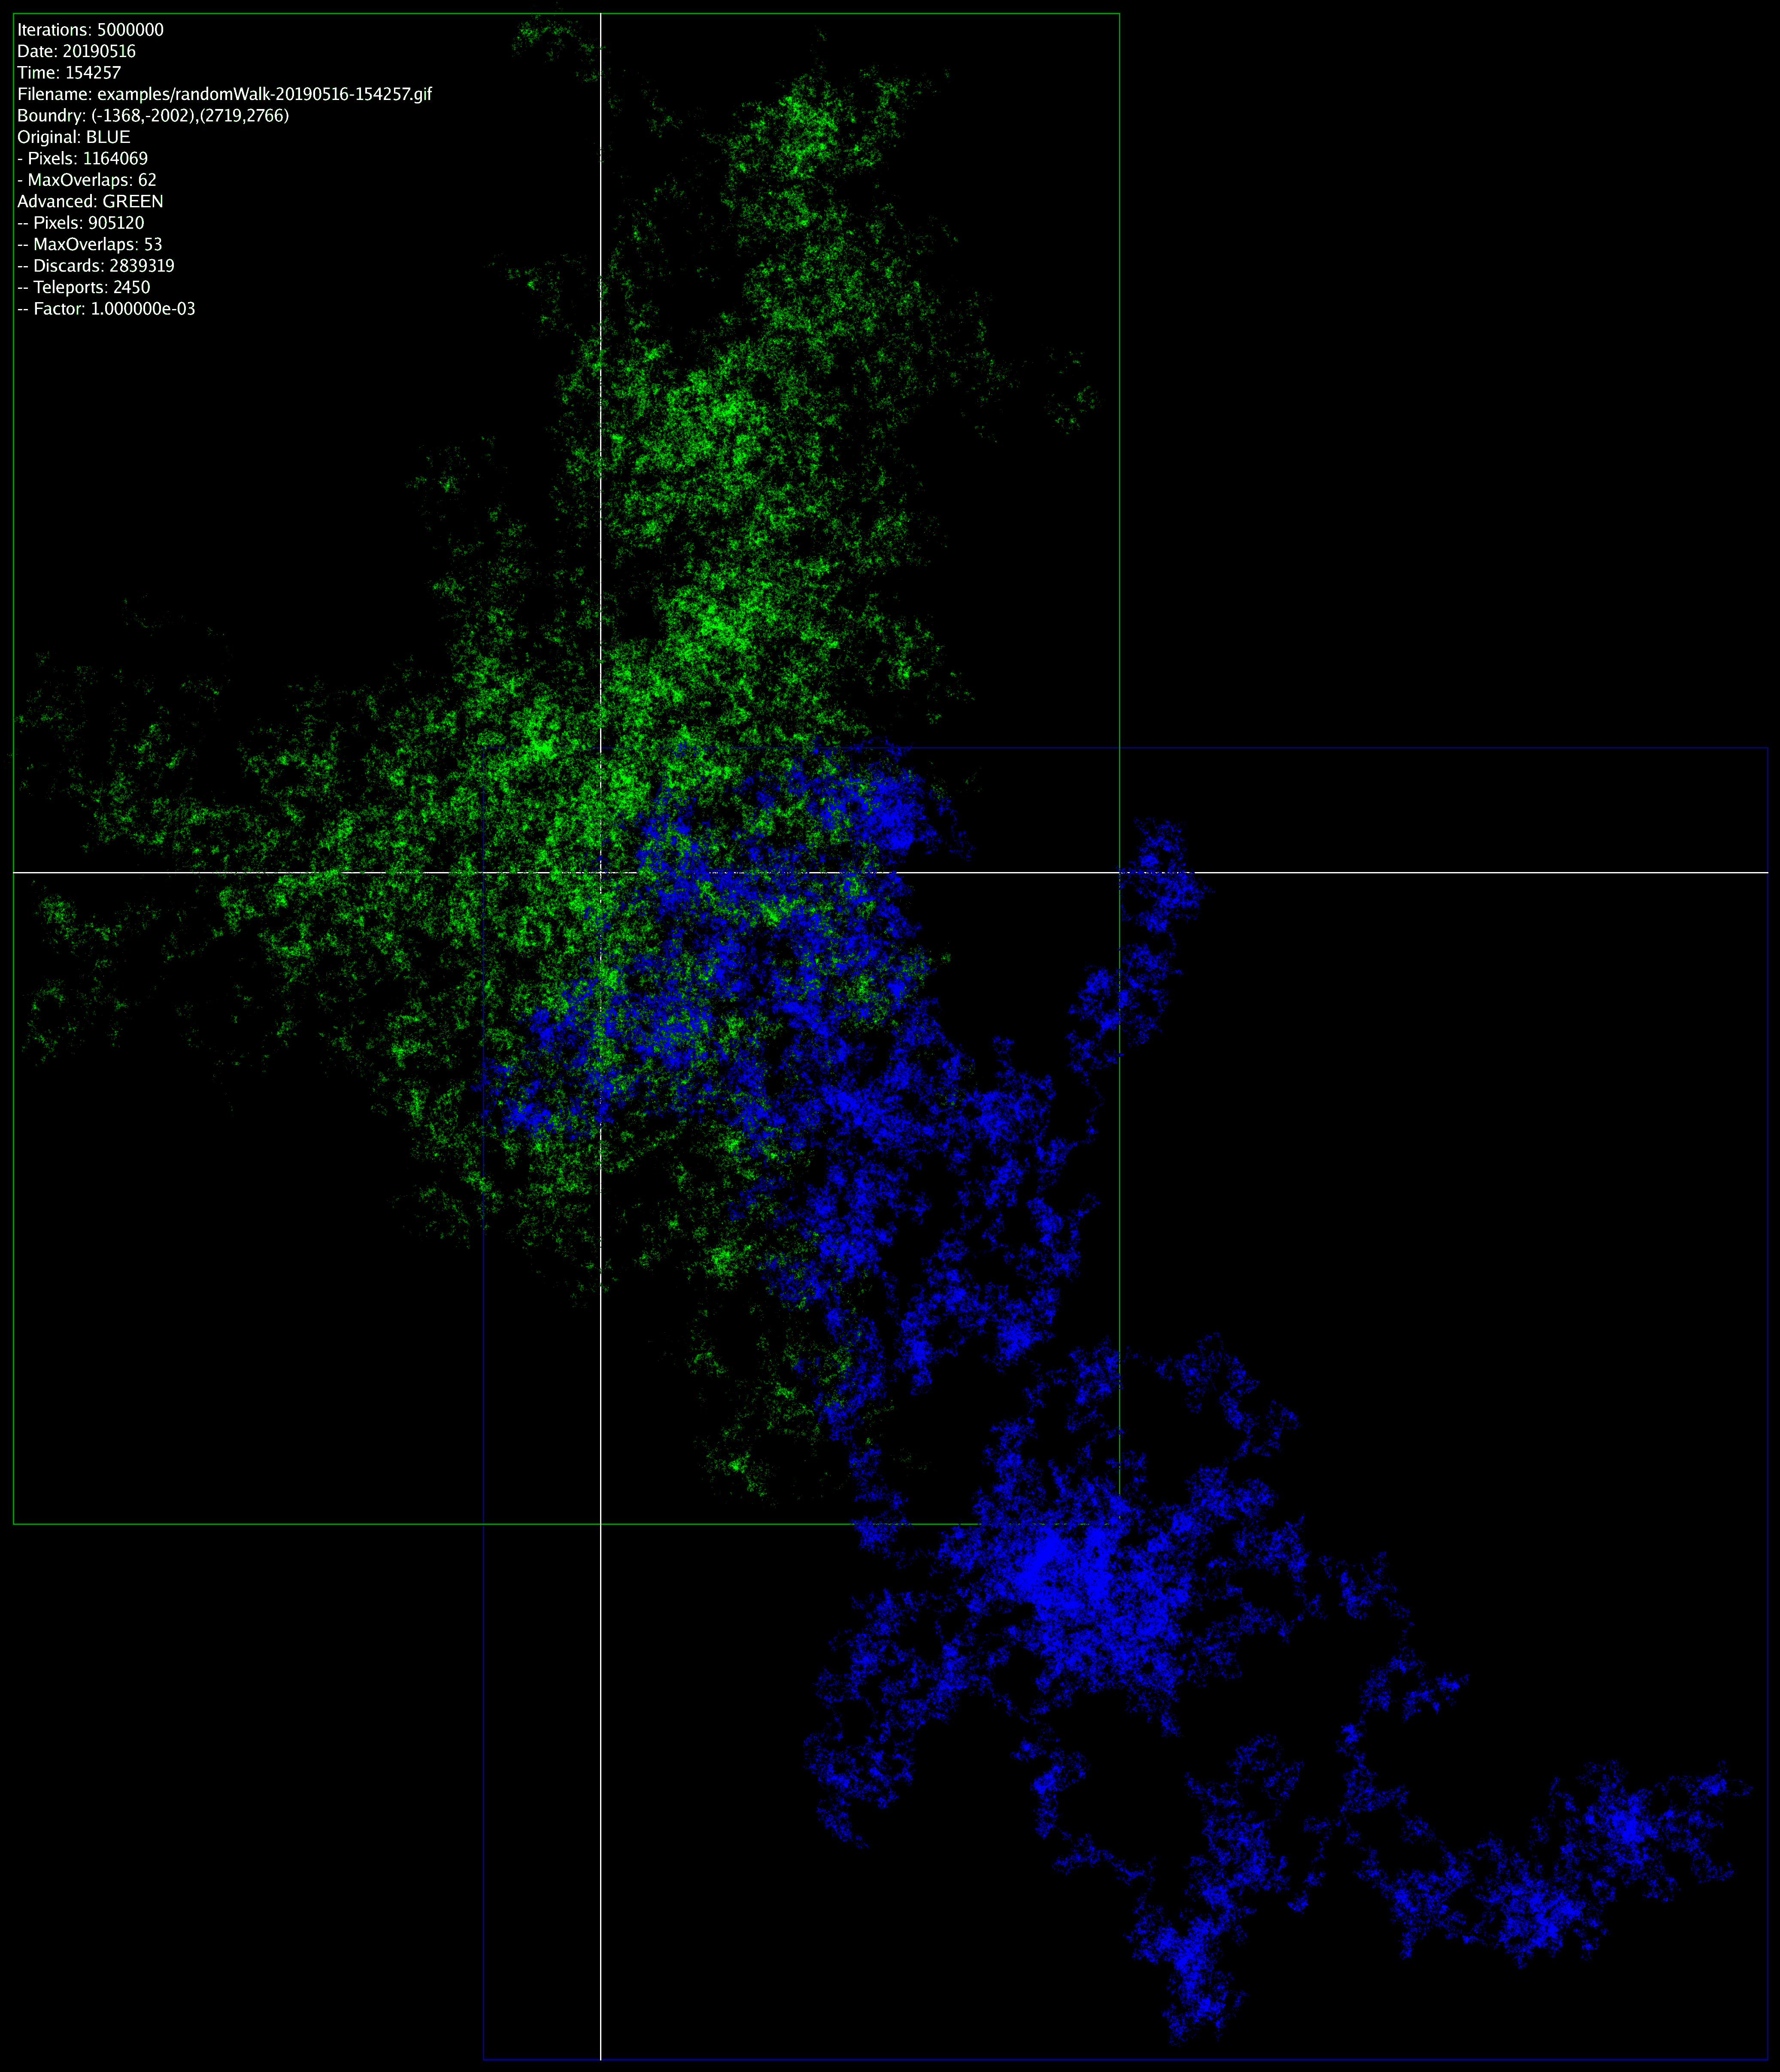 Iterations: 5000000
Date: 20190516
Time: 154257
Filename: examples/randomWalk-20190516-154257.gif
Boundry: (-1368,-2002),(2719,2766)
Original: BLUE
- Pixels: 1164069
- MaxOverlaps: 62
Advanced: GREEN
-- Pixels: 905120
-- MaxOverlaps: 53
-- Discards: 2839319
-- Teleports: 2450
-- Factor: 1.000000e-03